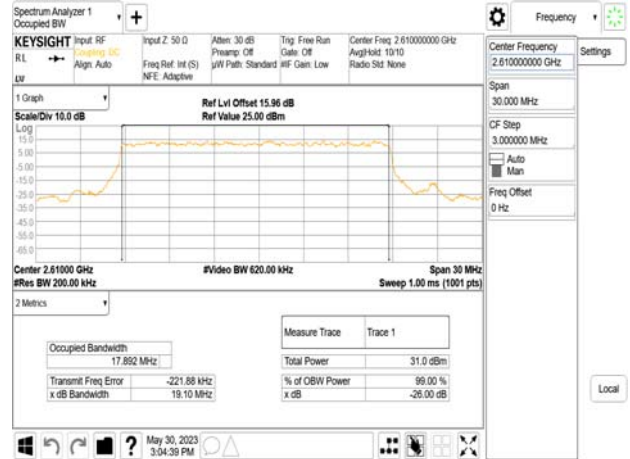 Spectrum Analyzer 1
Occupied BW
Frequency
KEYSIGHT
Input: RF
Coupling: DC
Align: Auto
RL
Input Z: 50 Ω
Freq Ref: Int (S)
NFE: Adaptive
Atten: 30 dB
Preamp: Off
µW Path: Standard
Trig: Free Run
Gate: Off
#IF Gain: Low
Center Freq: 2.610000000 GHz
Avg|Hold: 10/10
Radio Std: None
Center Frequency
2.610000000 GHz
Settings
Span
30.000 MHz
CF Step
3.000000 MHz
Auto
Man
Freq Offset
0 Hz
Local
1 Graph
Scale/Div 10.0 dB
Ref Lvl Offset 15.96 dB
Ref Value 25.00 dBm
Log
15.0
5.00
-5.00
-15.0
-25.0
-35.0
-45.0
-55.0
-65.0
Center 2.61000 GHz
#Video BW 620.00 kHz
Span 30 MHz
#Res BW 200.00 kHz
Sweep 1.00 ms (1001 pts)
2 Metrics
Measure Trace Trace 1
Occupied Bandwidth
17.892 MHz
Total Power 31.0 dBm
Transmit Freq Error -221.88 kHz
% of OBW Power 99.00 %
x dB Bandwidth 19.10 MHz
x dB -26.00 dB
?
May 30, 2023
3:04:39 PM